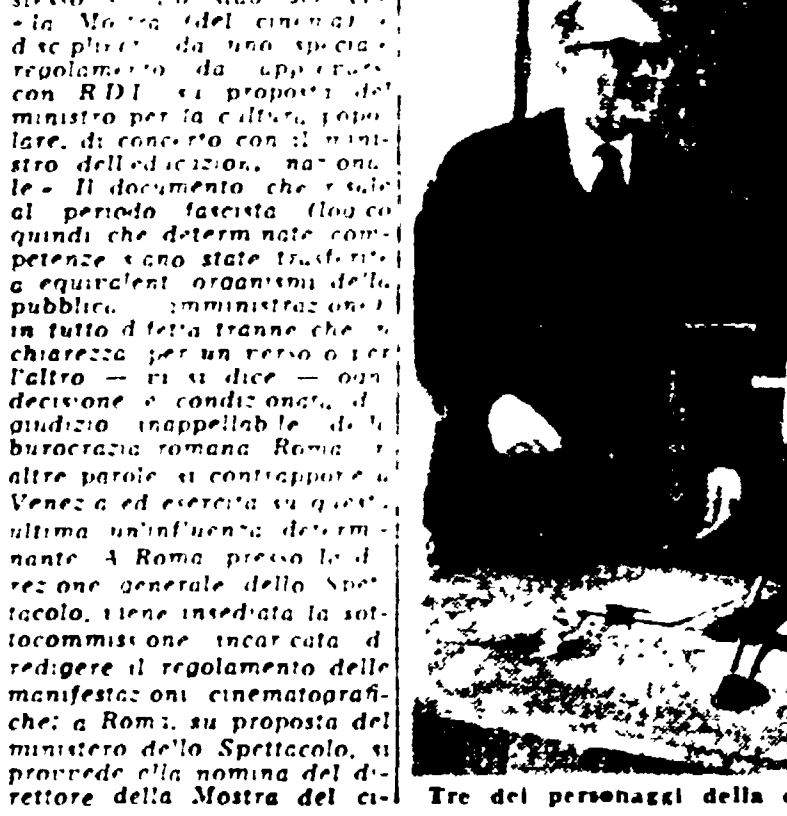 «la Mostra (del cinema) è
disciplinata da uno speciale
regolamento da approvarsi
con RDL su proposta del
ministro per la cultura popo-
lare, di concerto con il mini-
stro dell'educazione naziona-
le». Il documento che risale
al periodo fascista (logico
quindi che determinate com-
petenze siano state trasferite
a equivalenti organismi della
pubblica amministrazione)
in tutto difetta tranne che in
chiarezza per un verso o per
l'altro — vi si dice — ogni
decisione è condizionata dal
giudizio inappellabile della
burocrazia romana Roma in
altre parole si contrappone a
Venezia ed esercita su quest'
ultima un'influenza determi-
nante A Roma presso la di-
rezione generale dello Spet-
tacolo, viene insediata la sot-
tocommissione incaricata di
redigere il regolamento delle
manifestazioni cinematografi-
che; a Roma, su proposta del
ministero dello Spettacolo, si
provvede alla nomina del di-
rettore della Mostra del ci-
Tre dei personaggi della